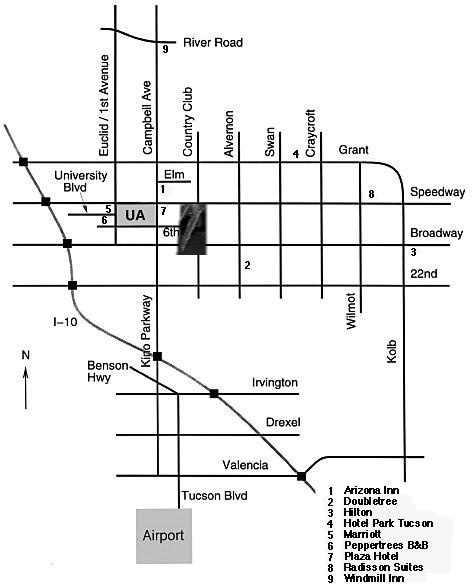 River Road
9
Euclid / 1st Avenue
Campbell Ave
Country Club
Alvernon
Swan
Craycroft
4
Grant
University
Blvd
Elm
1
8
Speedway
5
UA
7
6
6th
Broadway
3
2
22nd
I-10
Kino Parkway
Wilmot
Kolb
N
Benson
Hwy
Irvington
Drexel
Valencia
Tucson Blvd
Airport
1 Arizona Inn
2 Doubletree
3 Hilton
4 Hotel Park Tucson
5 Marriott
6 Peppertrees B&B
7 Plaza Hotel
8 Radisson Suites
9 Windmill Inn